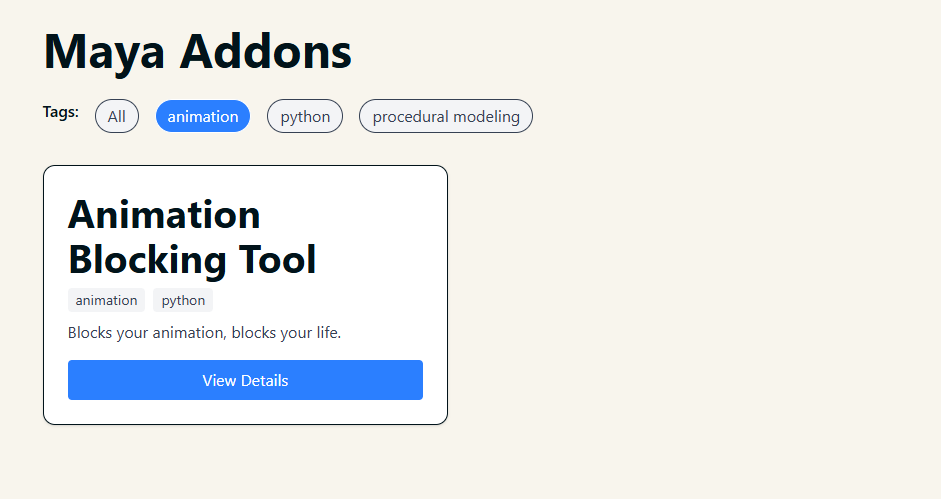 Maya Addons
Tags: All animation python procedural modeling
Animation
Blocking Tool
animation python
Blocks your animation, blocks your life.
View Details